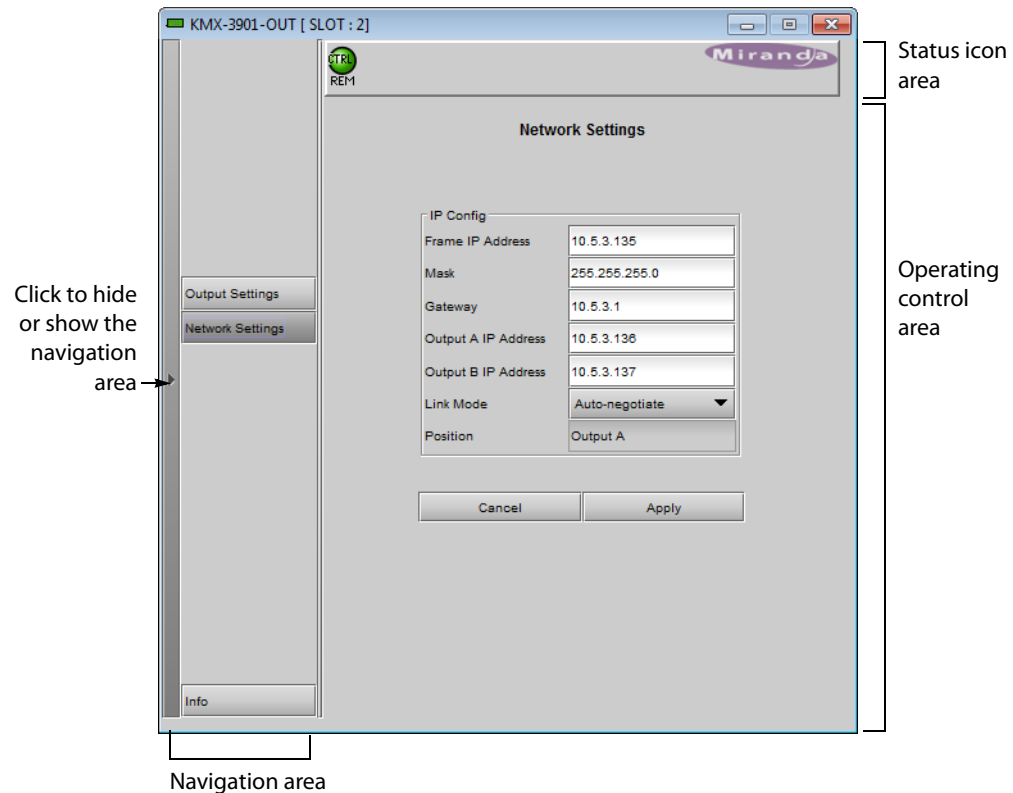 KMX-3901-OUT [ SLOT : 2]
CTRL
REM
Miranda
Status icon
area
Network Settings
IP Config
Frame IP Address 10.5.3.135
Mask 255.255.255.0
Gateway 10.5.3.1
Output A IP Address 10.5.3.136
Output B IP Address 10.5.3.137
Link Mode Auto-negotiate
Position Output A
Cancel Apply
Output Settings
Network Settings
Info
Click to hide
or show the
navigation
area
Operating
control
area
Navigation area